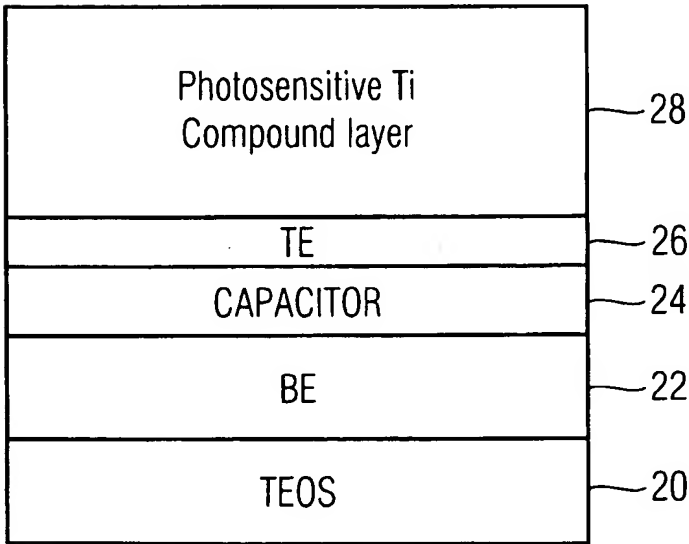 Photosensitive Ti
Compound layer
28
TE
26
CAPACITOR
24
BE
22
TEOS
20